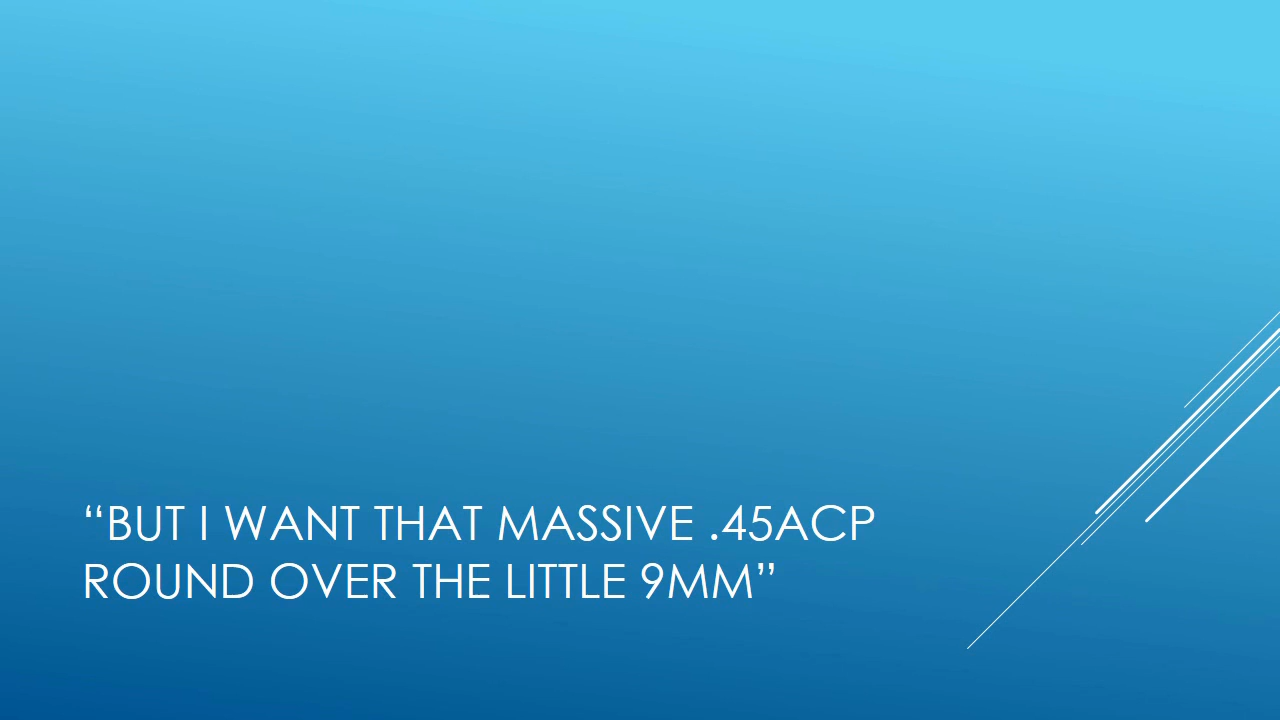 “BUT I WANT THAT MASSIVE .45ACP
ROUND OVER THE LITTLE 9MM”